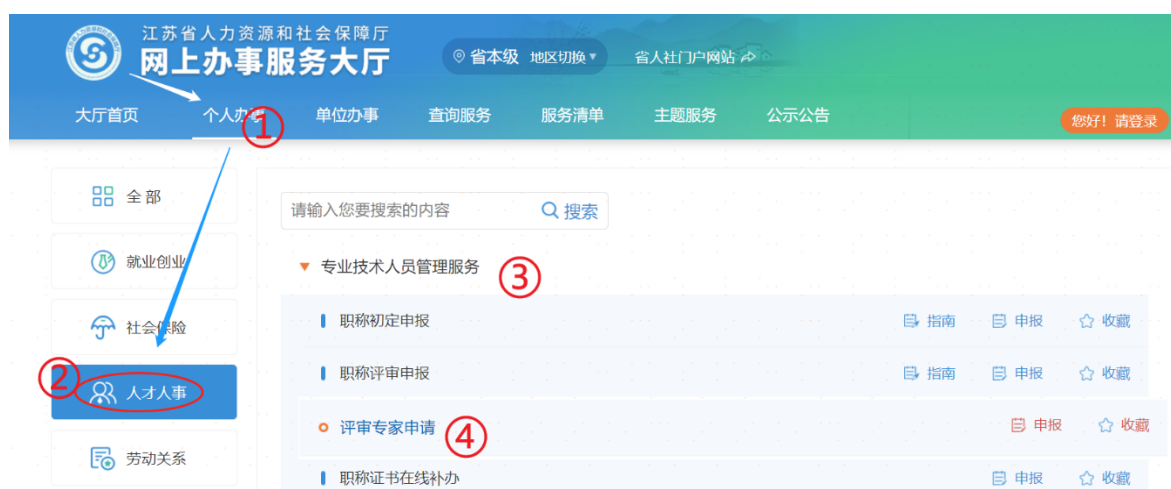 江苏省人力资源和社会保障厅
网上办事服务大厅
省本级 地区切换
省人社门户网站
大厅首页 个人办事 单位办事 查询服务 服务清单 主题服务 公示公告
您好！请登录
①
全部
就业创业
社会保险
②
人才人事
劳动关系
请输入您要搜索的内容 搜索
专业技术人员管理服务 ③
职称初定申报 指南 申报 收藏
职称评审申报 指南 申报 收藏
评审专家申请 ④ 申报 收藏
职称证书在线补办 申报 收藏